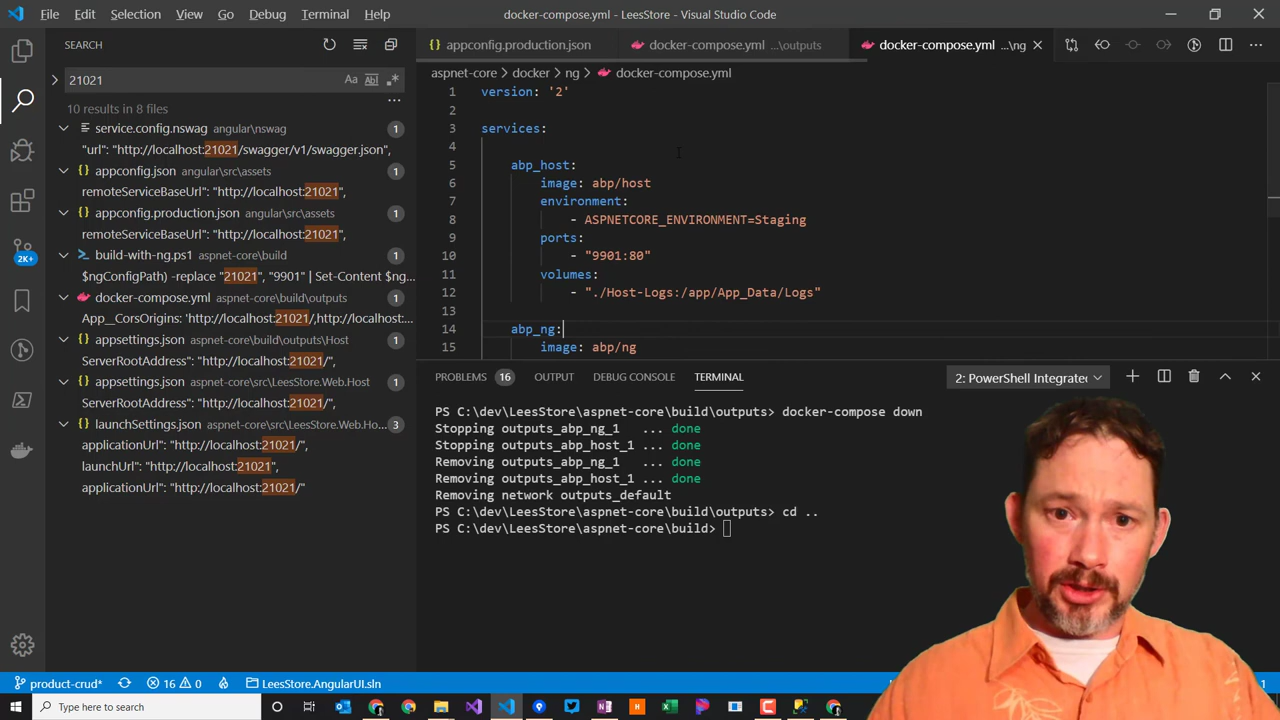 File Edit Selection View Go Debug Terminal Help
docker-compose.yml - LeesStore - Visual Studio Code
SEARCH
21021
Aa Abl .*
10 results in 8 files
service.config.nswag angular\nswag 1
"url": "http://localhost:21021/swagger/v1/swagger.json",
appconfig.json angular\src\assets 1
remoteServiceBaseUrl": "http://localhost:21021",
appconfig.production.json angular\src\assets 1
remoteServiceBaseUrl": "http://localhost:21021",
build-with-ng.ps1 aspnet-core\build 1
$ngConfigPath) -replace "21021", "9901" | Set-Content $ng...
docker-compose.yml aspnet-core\build\outputs 1
App__CorsOrigins: 'http://localhost:21021/,http://localhost:...
appsettings.json aspnet-core\build\outputs\Host 1
ServerRootAddress": "http://localhost:21021/",
appsettings.json aspnet-core\src\LeesStore.Web.Host 1
ServerRootAddress": "http://localhost:21021/",
launchSettings.json aspnet-core\src\LeesStore.Web.Ho... 3
applicationUrl": "http://localhost:21021/",
launchUrl": "http://localhost:21021",
applicationUrl": "http://localhost:21021/"
2K+
appconfig.production.json
docker-compose.yml ...\outputs
docker-compose.yml ...\ng
aspnet-core > docker > ng > docker-compose.yml
1 version: '2'
2
3 services:
4
5 abp_host:
6 image: abp/host
7 environment:
8 - ASPNETCORE_ENVIRONMENT=Staging
9 ports:
10 - "9901:80"
11 volumes:
12 - "./Host-Logs:/app/App_Data/Logs"
13
14 abp_ng:
15 image: abp/ng
PROBLEMS 16 OUTPUT DEBUG CONSOLE TERMINAL
2: PowerShell Integrated
PS C:\dev\LeesStore\aspnet-core\build\outputs> docker-compose down
Stopping outputs_abp_ng_1 ... done
Stopping outputs_abp_host_1 ... done
Removing outputs_abp_ng_1 ... done
Removing outputs_abp_host_1 ... done
Removing network outputs_default
PS C:\dev\LeesStore\aspnet-core\build\outputs> cd ..
PS C:\dev\LeesStore\aspnet-core\build>
product-crud* 16 0 LeesStore.AngularUI.sln
Type here to search